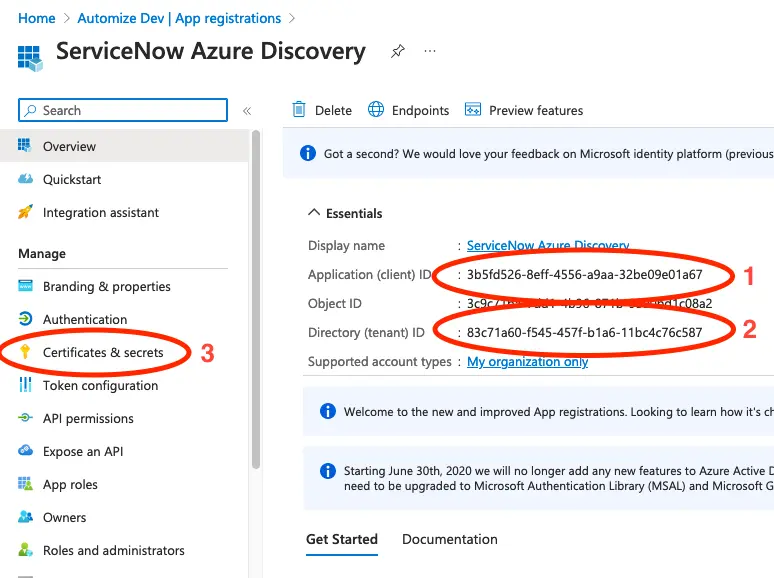 Home > Automize Dev | App registrations >
ServiceNow Azure Discovery ...
Search «
Overview
Quickstart
Integration assistant
Manage
Branding & properties
Authentication
Certificates & secrets 3
Token configuration
API permissions
Expose an API
App roles
Owners
Roles and administrators
Delete Endpoints Preview features
Got a second? We would love your feedback on Microsoft identity platform (previous
Essentials
Display name : ServiceNow Azure Discovery
Application (client) ID : 3b5fd526-8eff-4556-a9aa-32be09e01a67 1
Object ID :
Directory (tenant) ID : 83c71a60-f545-457f-b1a6-11bc4c76c587 2
Supported account types : My organization only
Welcome to the new and improved App registrations. Looking to learn how it's ch
Starting June 30th, 2020 we will no longer add any new features to Azure Active D
need to be upgraded to Microsoft Authentication Library (MSAL) and Microsoft G
Get Started Documentation